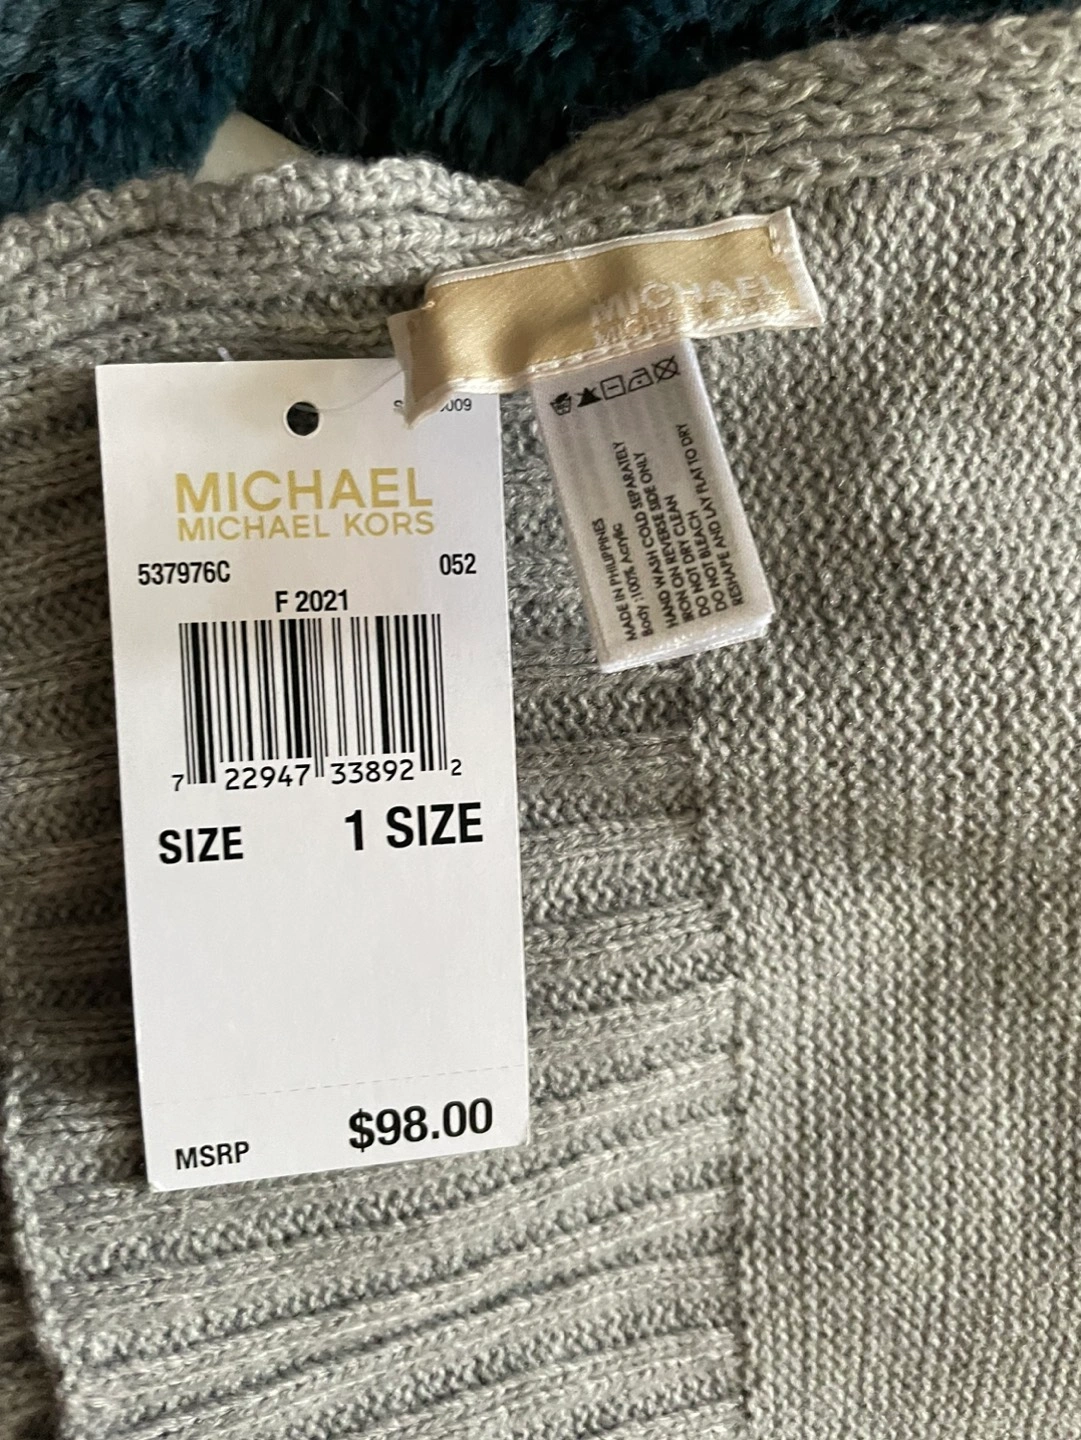 MICHAEL
MICHAEL KORS
537976C 052
F 2021
7 22947 33892 2
SIZE 1 SIZE
MSRP $98.00
MICHAEL
MADE IN PHILIPPINES
Body :100% Acrylic
HAND WASH COLD SEPARATELY
IRON ON REVERSE SIDE ONLY
DO NOT DRY CLEAN
DO NOT BLEACH
RESHAPE AND LAY FLAT TO DRY